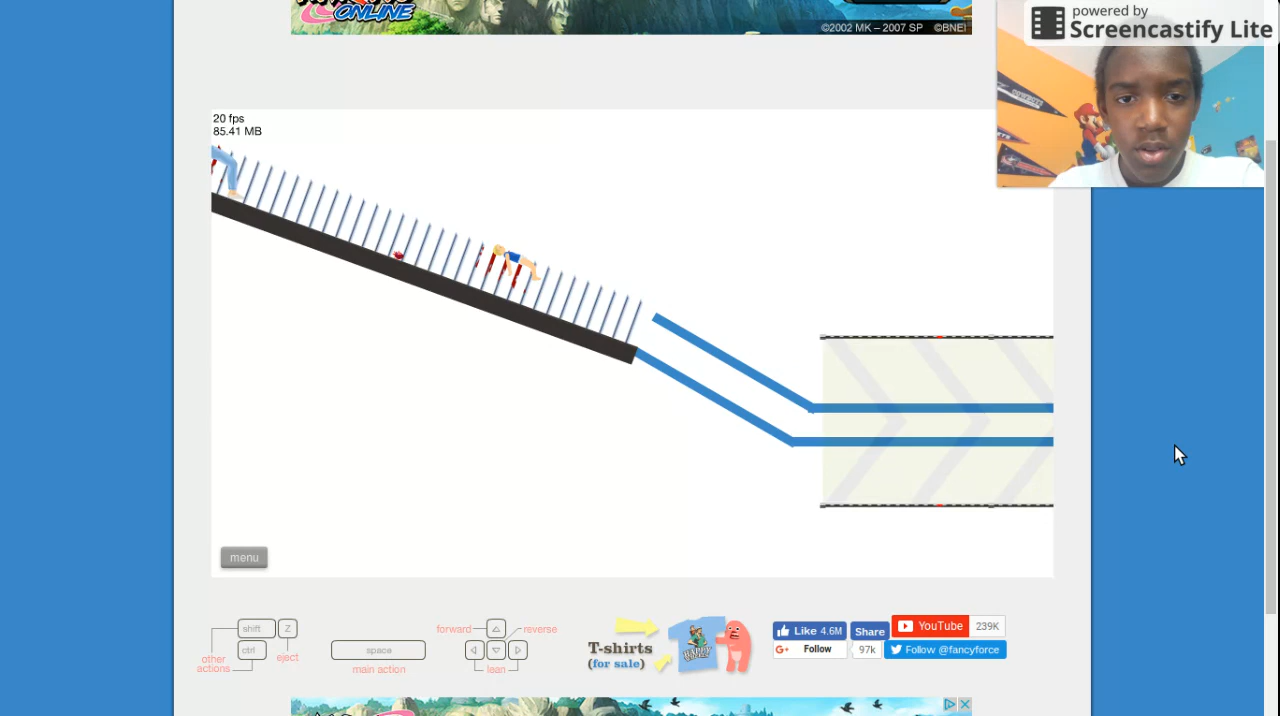 ONLINE
©2002 MK – 2007 SP ©BNEI
powered by
Screencastify Lite
COWBOYS
20 fps
85.41 MB
menu
shift
Z
ctrl
other
actions
eject
space
main action
forward
reverse
lean
T-shirts
(for sale)
Like 4.6M
Share
YouTube
239K
G+ Follow
97k
Follow @fancyforce